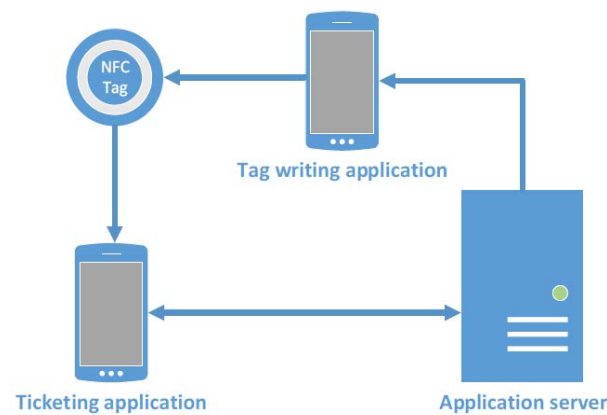 NFC
Tag
Tag writing application
Ticketing application
Application server